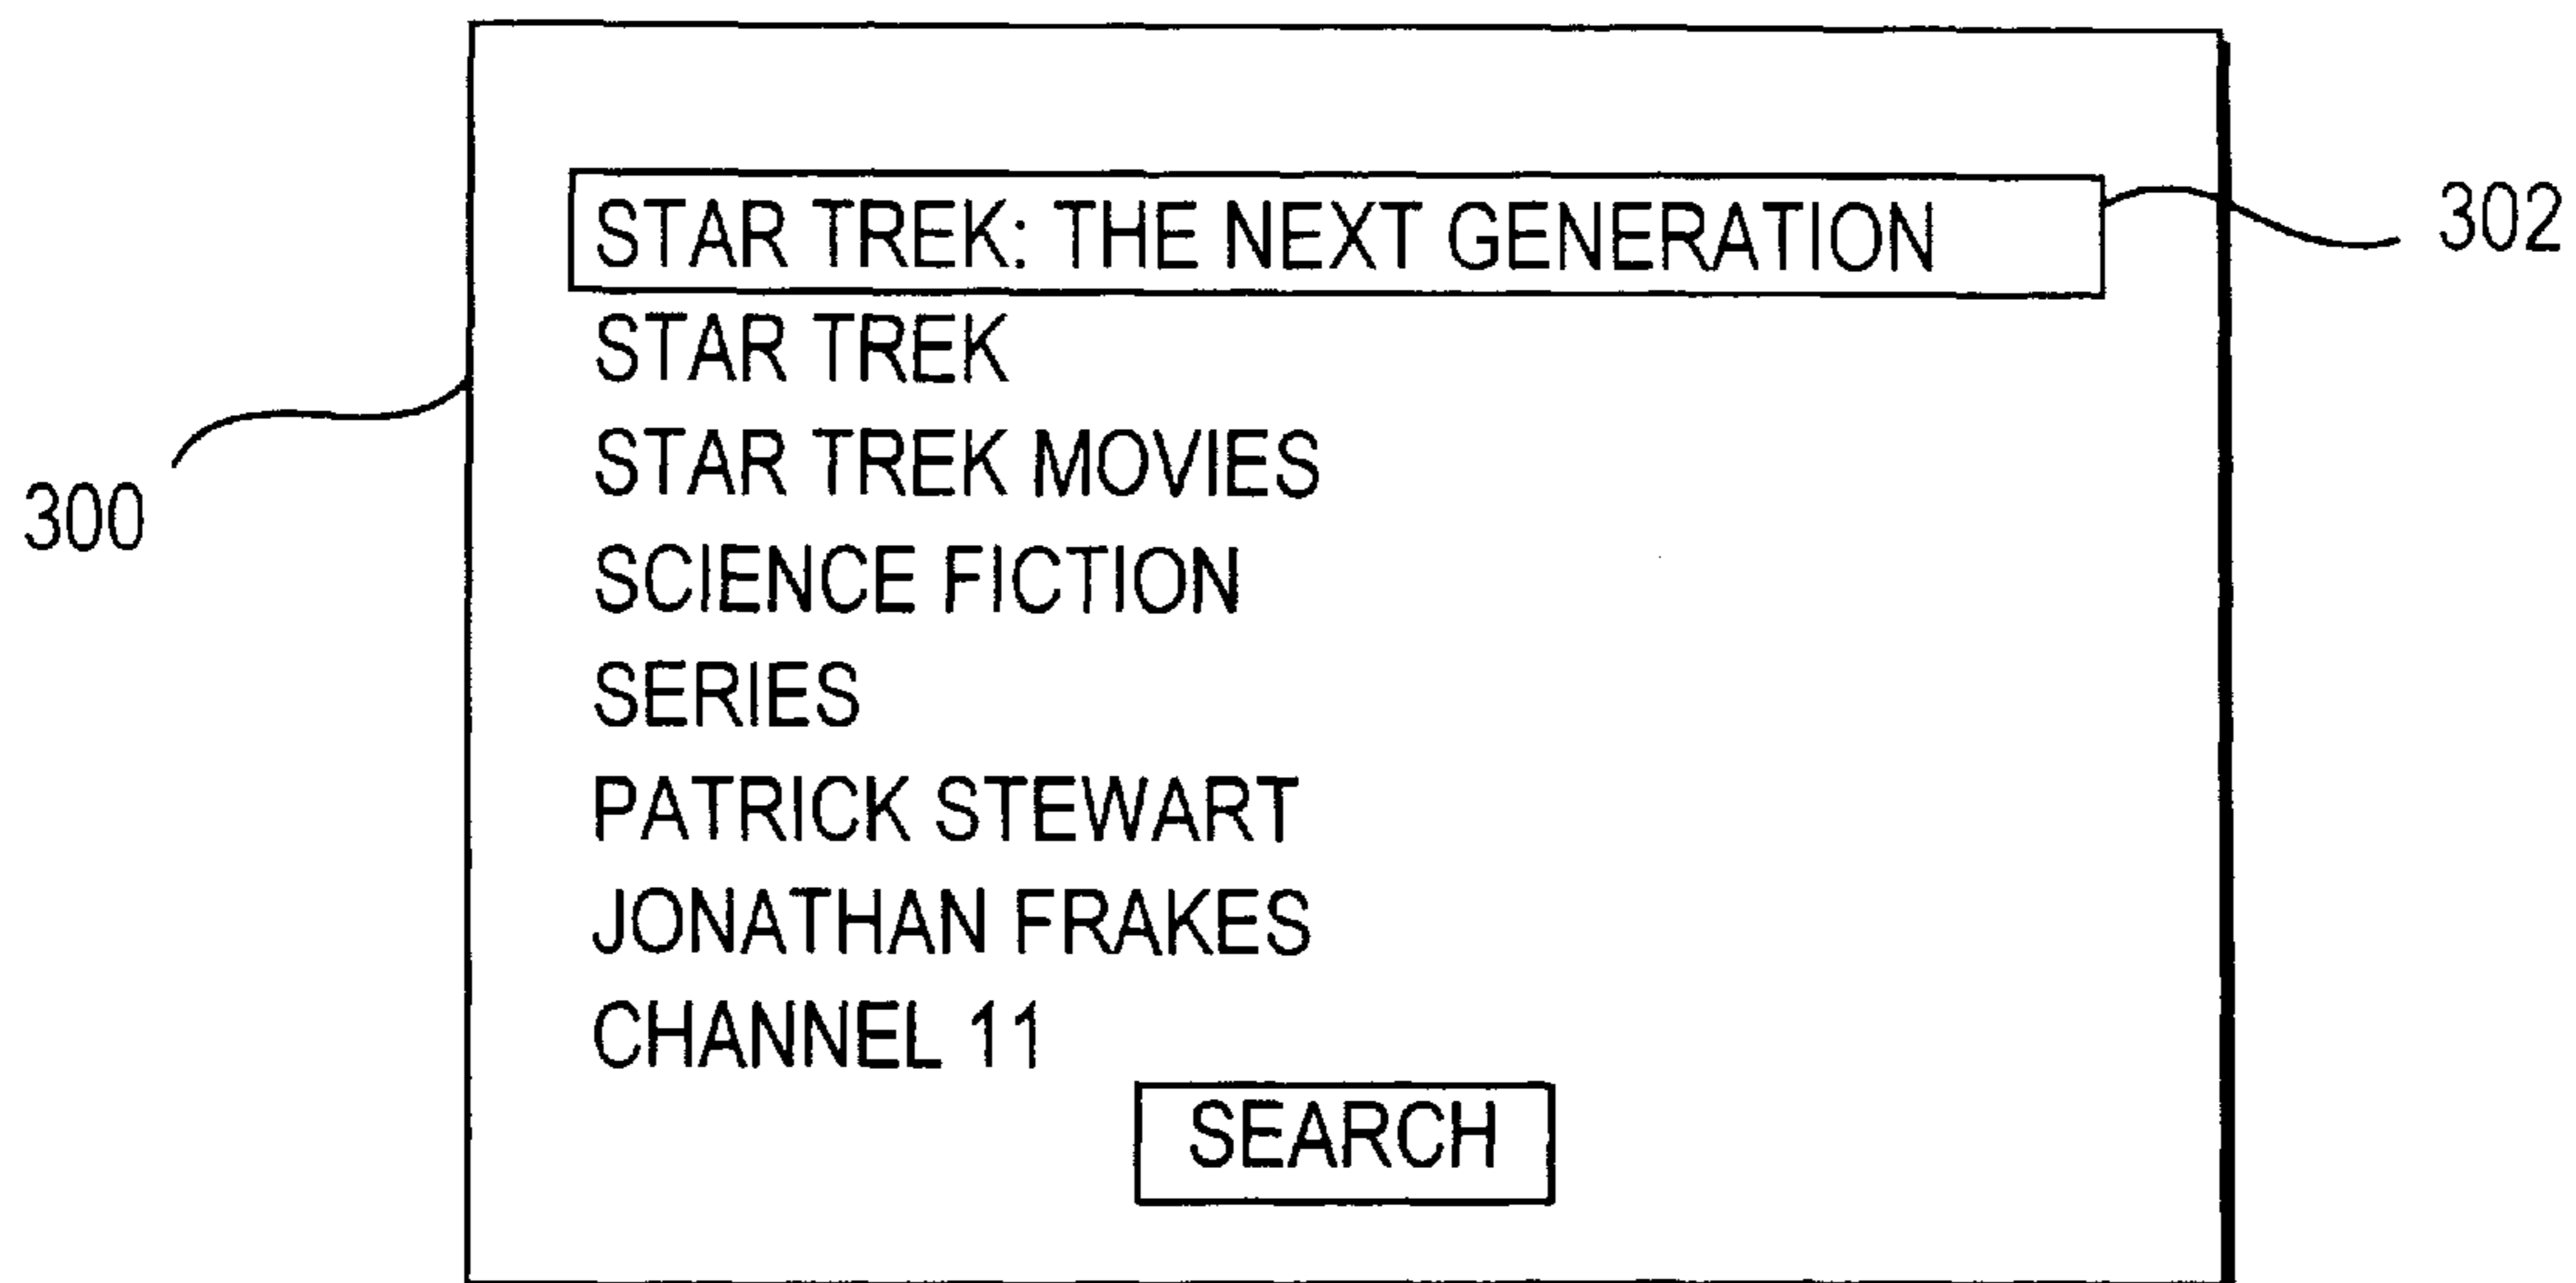 STAR TREK: THE NEXT GENERATION
302
STAR TREK
300
STAR TREK MOVIES
SCIENCE FICTION
SERIES
PATRICK STEWART
JONATHAN FRAKES
CHANNEL 11
SEARCH